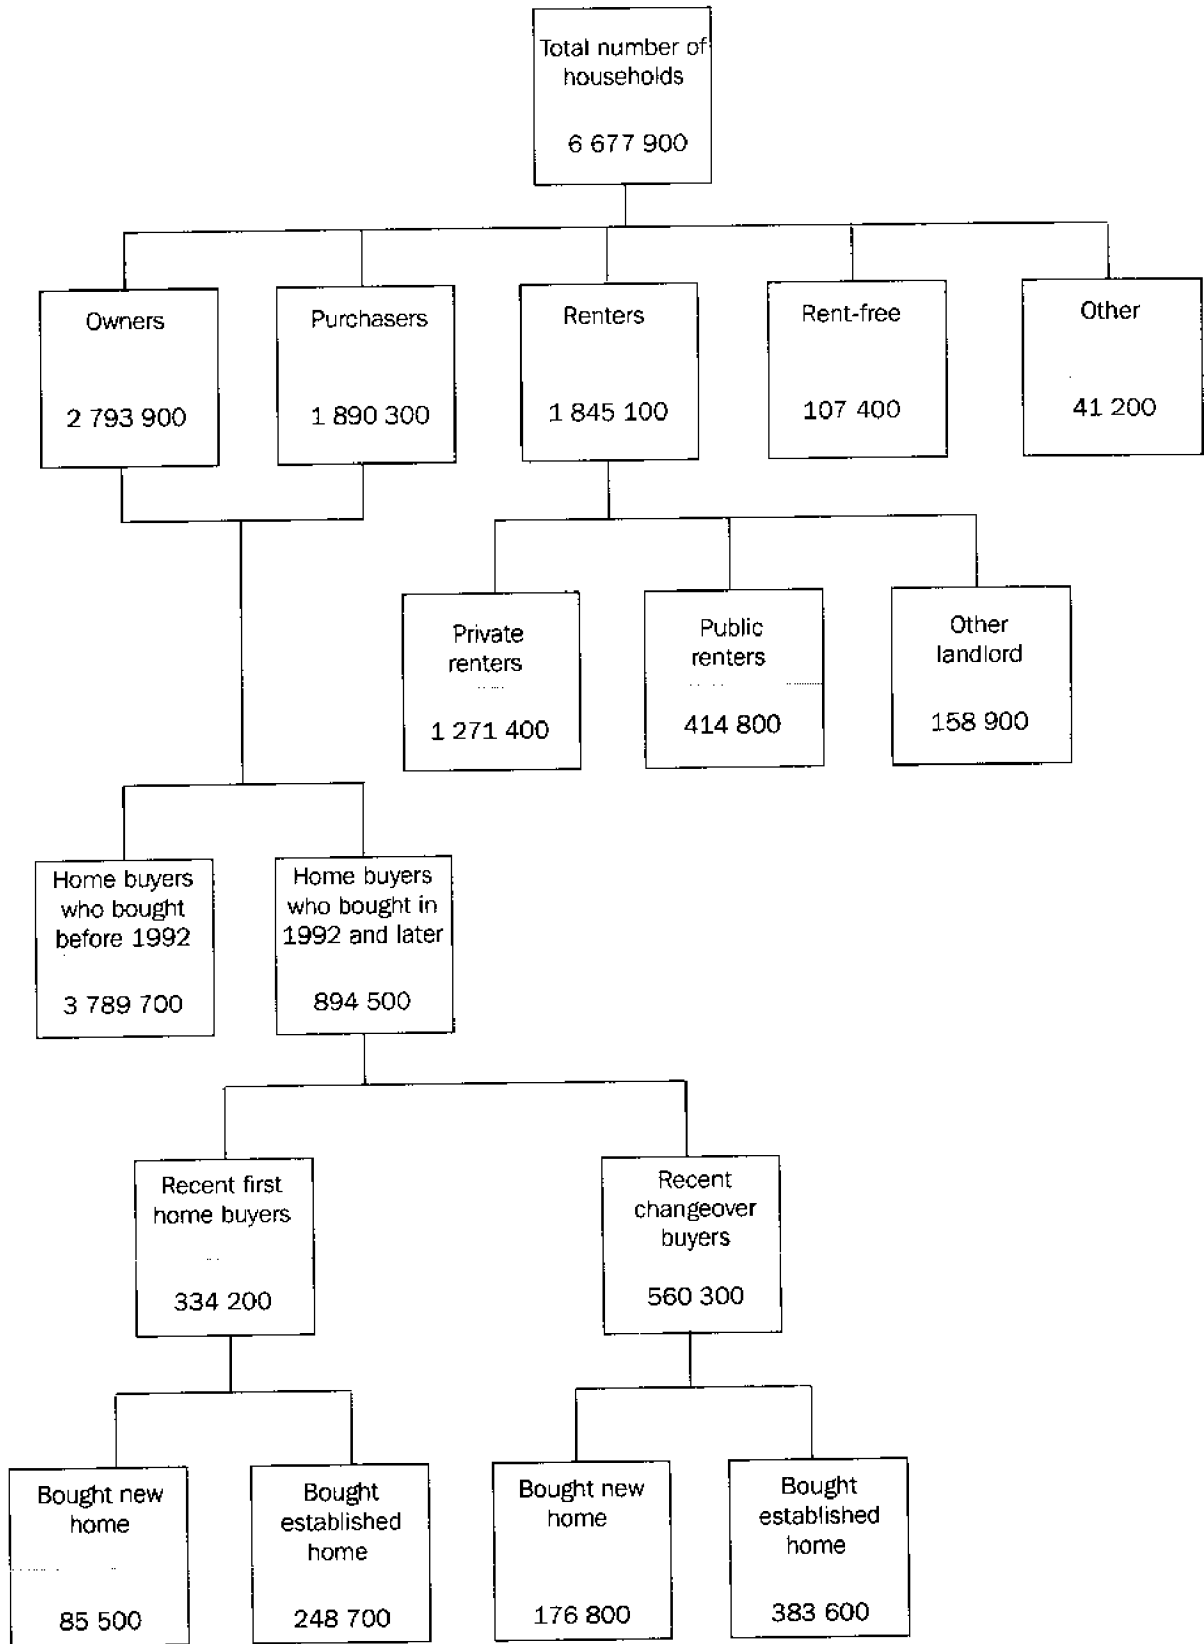 Total number of
households
6 677 900
Owners
2 793 900
Purchasers
1 890 300
Renters
1 845 100
Rent-free
107 400
Other
41 200
Private
renters
1 271 400
Public
renters
414 800
Other
landlord
158 900
Home buyers
who bought
before 1992
3 789 700
Home buyers
who bought in
1992 and later
894 500
Recent first
home buyers
334 200
Recent
changeover
buyers
560 300
Bought new
home
85 500
Bought
established
home
248 700
Bought new
home
176 800
Bought
established
home
383 600